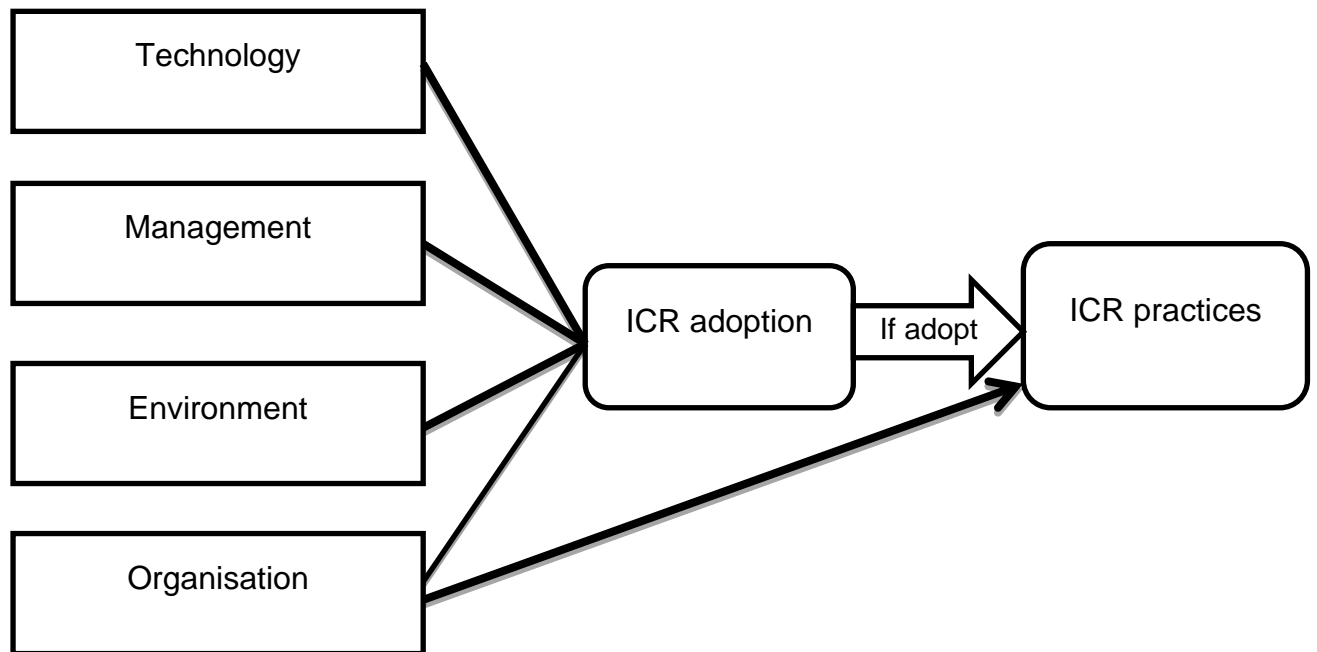 Technology
Management
Environment
Organisation
ICR adoption
If adopt
ICR practices